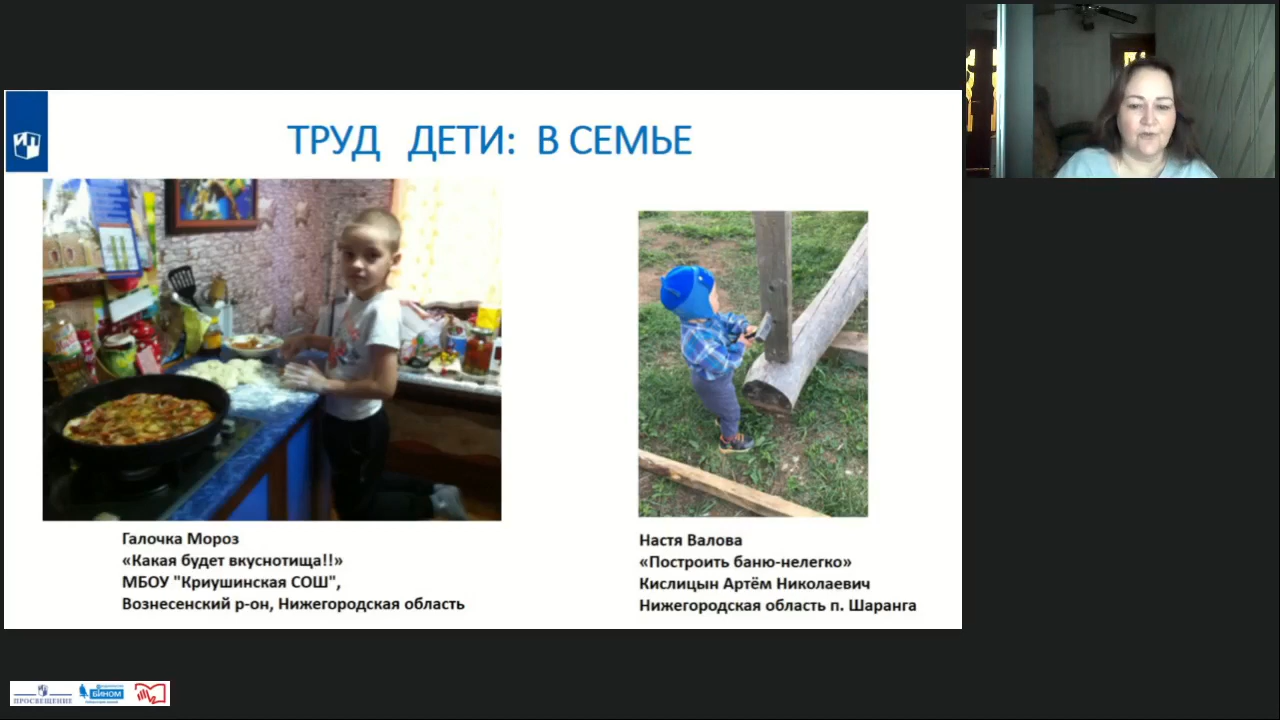 ИП
ТРУД ДЕТИ: В СЕМЬЕ
Галочка Мороз
«Какая будет вкуснотища!!»
МБОУ "Криушинская СОШ",
Вознесенский р-он, Нижегородская область
Настя Валова
«Построить баню-нелегко»
Кислицын Артём Николаевич
Нижегородская область п. Шаранга
ПРОСВЕЩЕНИЕ
БИНОМ